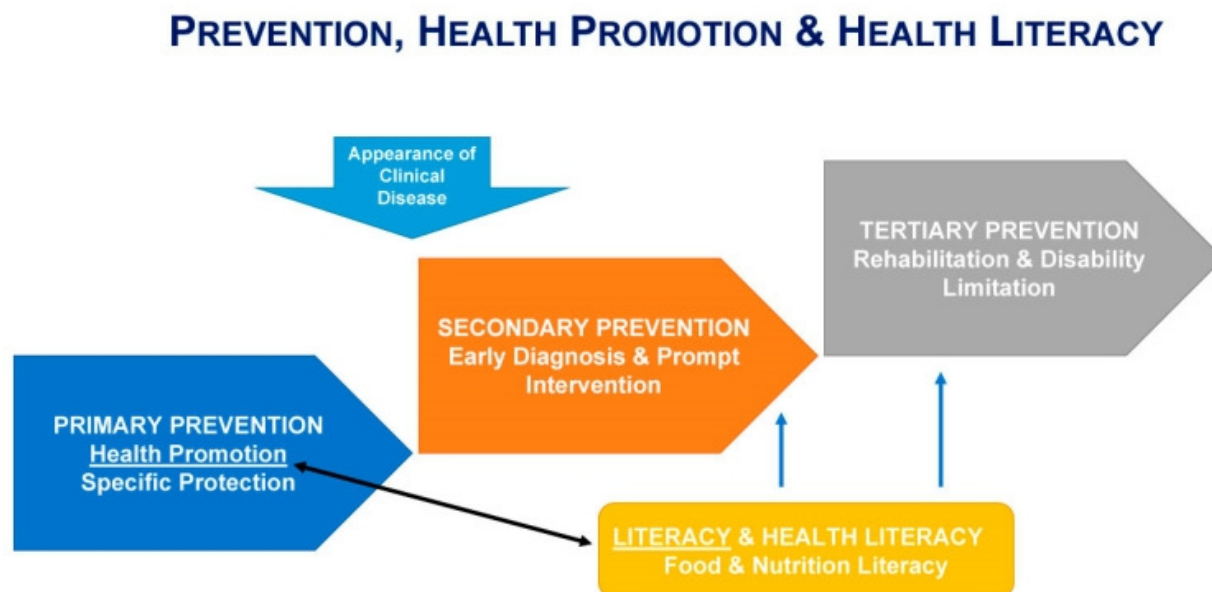 PREVENTION, HEALTH PROMOTION & HEALTH LITERACY
Appearance of
Clinical
Disease
TERTIARY PREVENTION
Rehabilitation & Disability
Limitation
SECONDARY PREVENTION
Early Diagnosis & Prompt
Intervention
PRIMARY PREVENTION
Health Promotion
Specific Protection
LITERACY & HEALTH LITERACY
Food & Nutrition Literacy